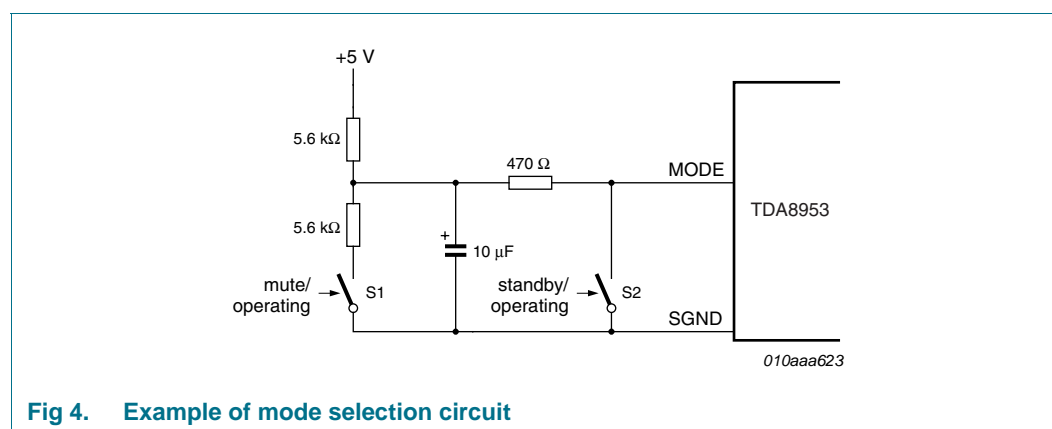 +5 V
5.6 kΩ
470 Ω
MODE
TDA8953
5.6 kΩ
+
10 μF
mute/
operating
S1
standby/
operating
S2
SGND
010aaa623
Fig 4. Example of mode selection circuit